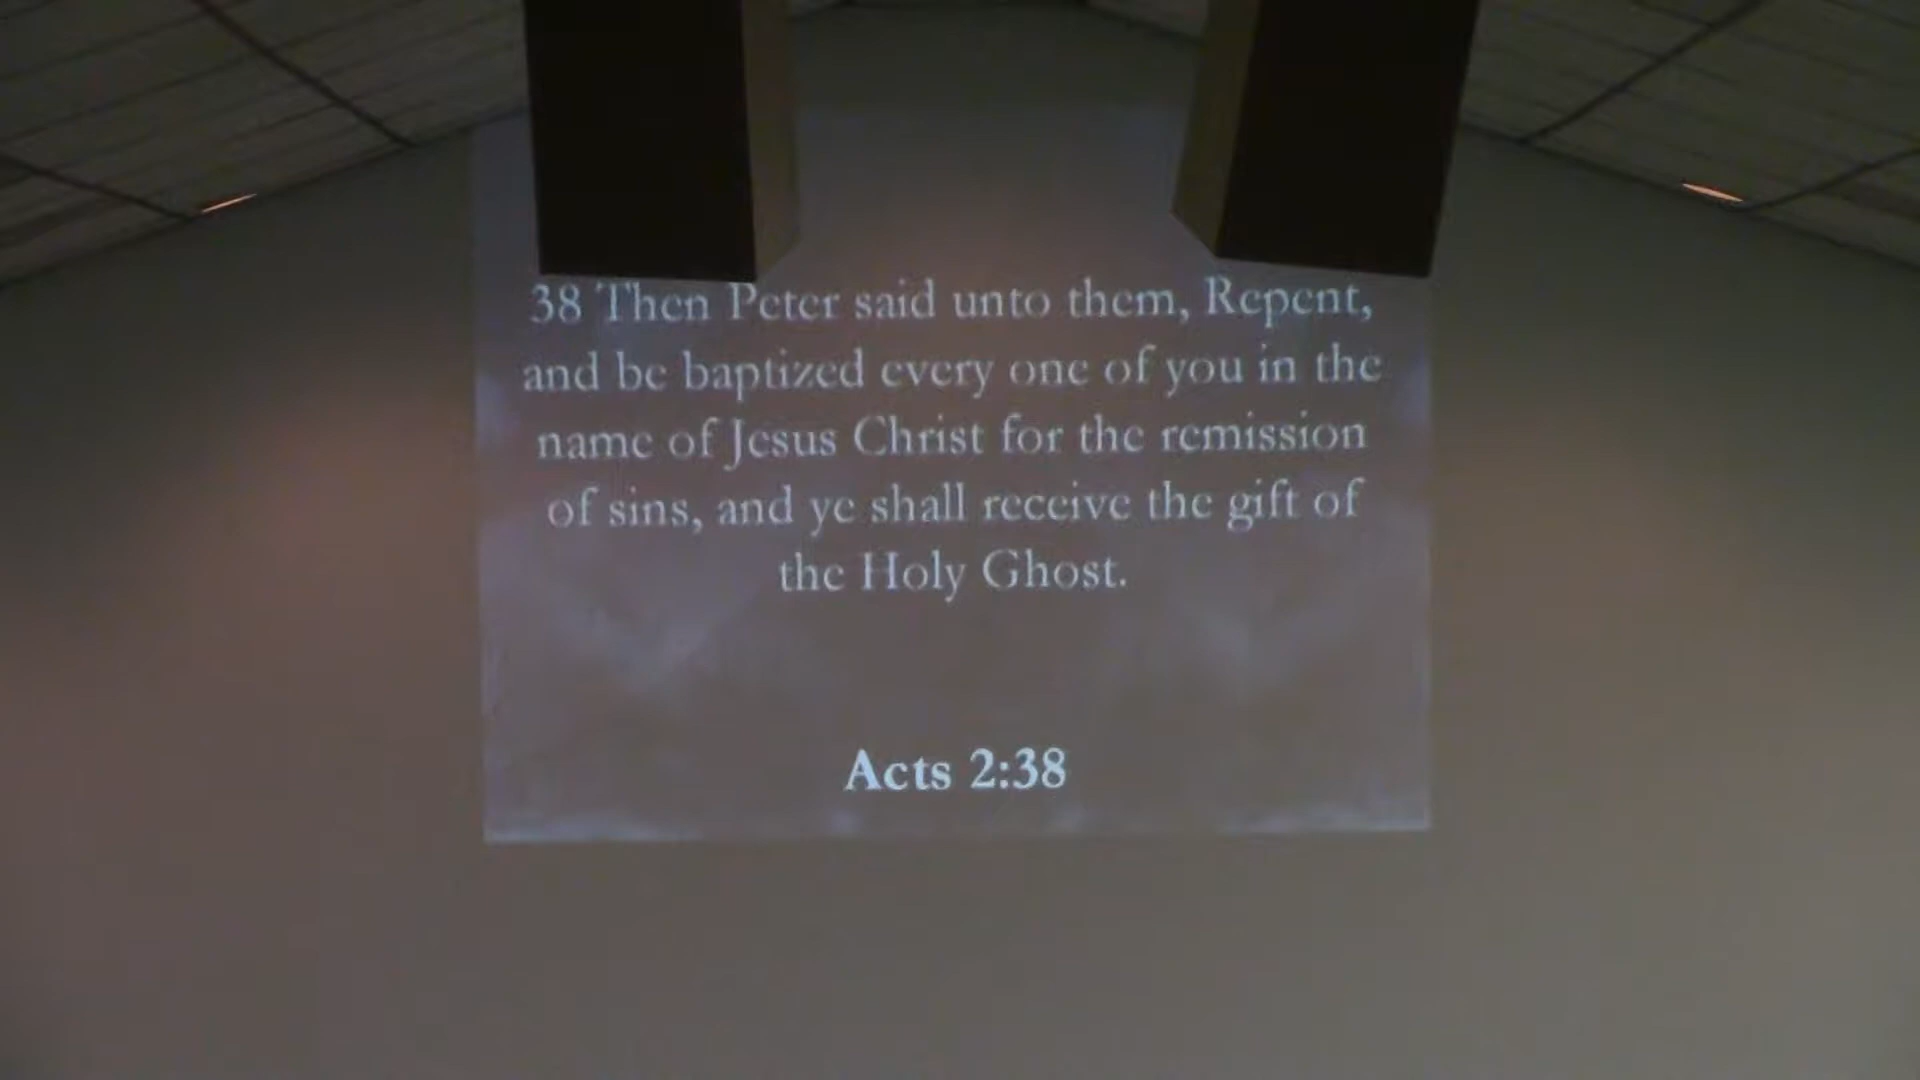 38 Then Peter said unto them, Repent,
and be baptized every one of you in the
name of Jesus Christ for the remission
of sins, and ye shall receive the gift of
the Holy Ghost.
Acts 2:38